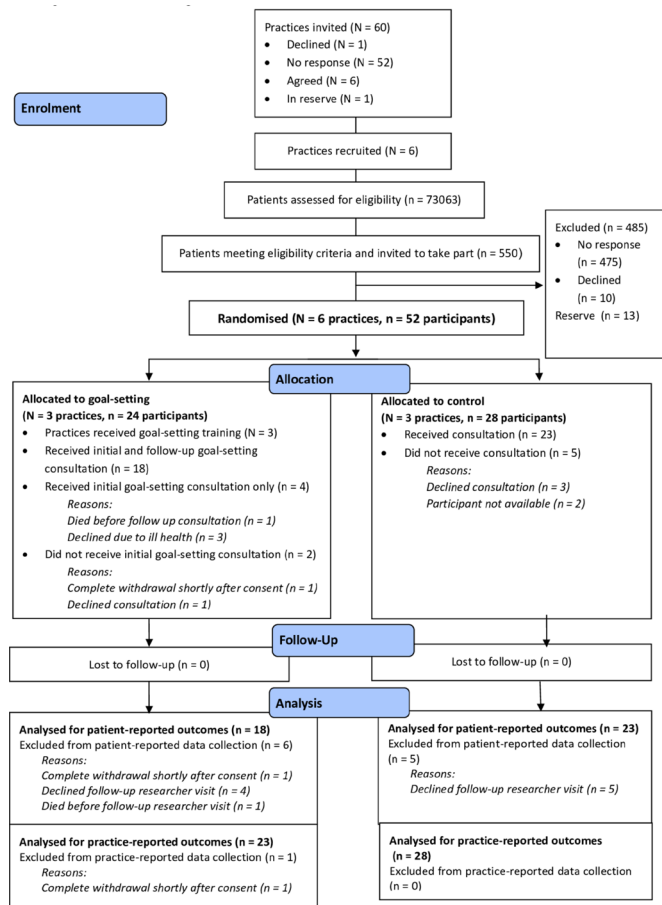 Practices invited (N = 60)
• Declined (N = 1)
• No response (N = 52)
• Agreed (N = 6)
• In reserve (N = 1)
Enrolment
Practices recruited (N = 6)
Patients assessed for eligibility (n = 73063)
Excluded (n = 485)
• No response
(n = 475)
• Declined
(n = 10)
Reserve (n = 13)
Patients meeting eligibility criteria and invited to take part (n = 550)
Randomised (N = 6 practices, n = 52 participants)
Allocation
Allocated to goal-setting
(N = 3 practices, n = 24 participants)
• Practices received goal-setting training (N = 3)
• Received initial and follow-up goal-setting
consultation (n = 18)
• Received initial goal-setting consultation only (n = 4)
Reasons:
Died before follow up consultation (n = 1)
Declined due to ill health (n = 3)
• Did not receive initial goal-setting consultation (n = 2)
Reasons:
Complete withdrawal shortly after consent (n = 1)
Declined consultation (n = 1)
Allocated to control
(N = 3 practices, n = 28 participants)
• Received consultation (n = 23)
• Did not receive consultation (n = 5)
Reasons:
Declined consultation (n = 3)
Participant not available (n = 2)
Follow-Up
Lost to follow-up (n = 0)
Lost to follow-up (n = 0)
Analysis
Analysed for patient-reported outcomes (n = 18)
Excluded from patient-reported data collection (n = 6)
Reasons:
Complete withdrawal shortly after consent (n = 1)
Declined follow-up researcher visit (n = 4)
Died before follow-up researcher visit (n = 1)
Analysed for patient-reported outcomes (n = 23)
Excluded from patient-reported data collection
(n = 5)
Reasons:
Declined follow-up researcher visit (n = 5)
Analysed for practice-reported outcomes (n = 23)
Excluded from practice-reported data collection (n = 1)
Reasons:
Complete withdrawal shortly after consent (n = 1)
Analysed for practice-reported outcomes
(n = 28)
Excluded from practice-reported data collection
(n = 0)